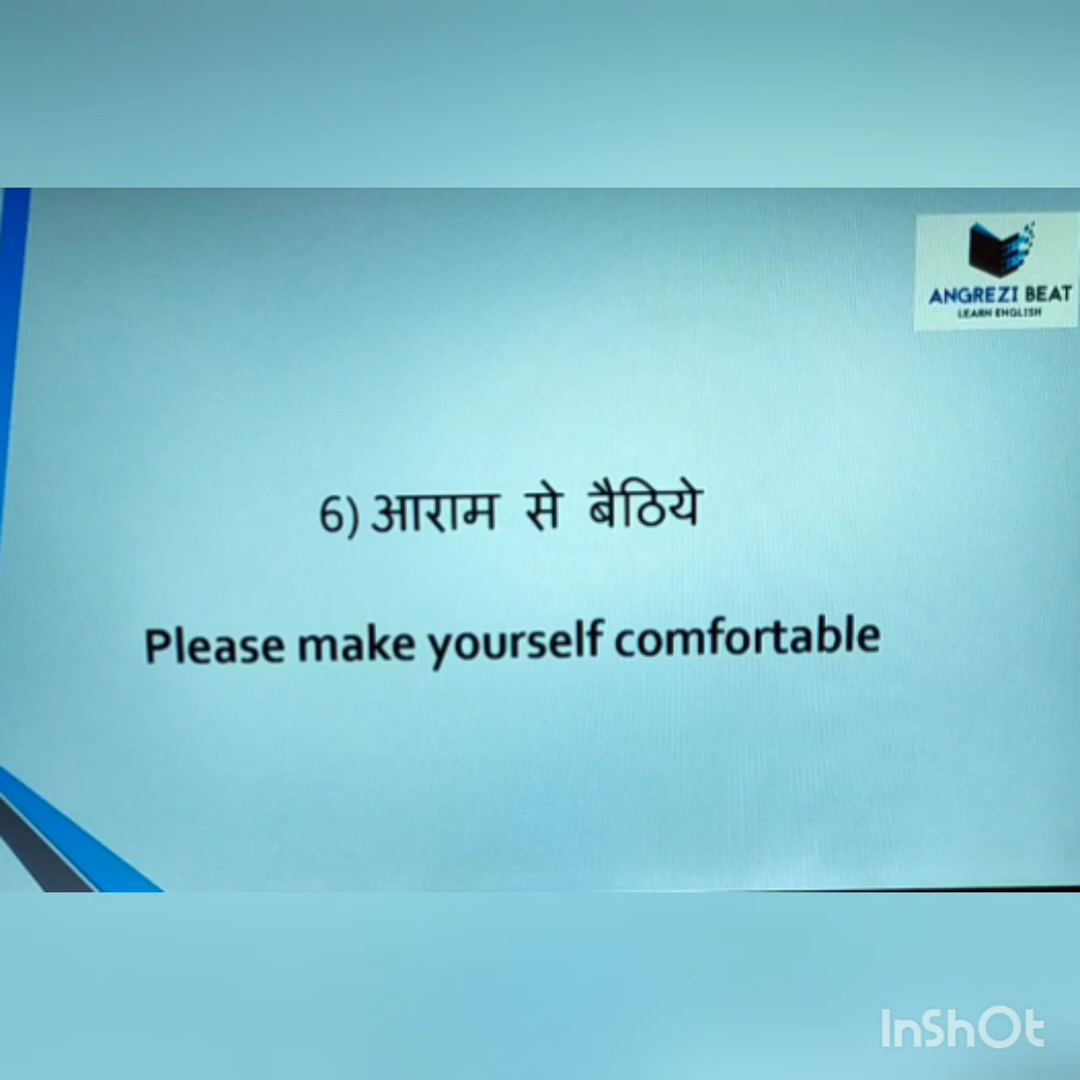 ANGREZI BEAT
LEARN ENGLISH
6) आराम से बैठिये
Please make yourself comfortable
InShOt